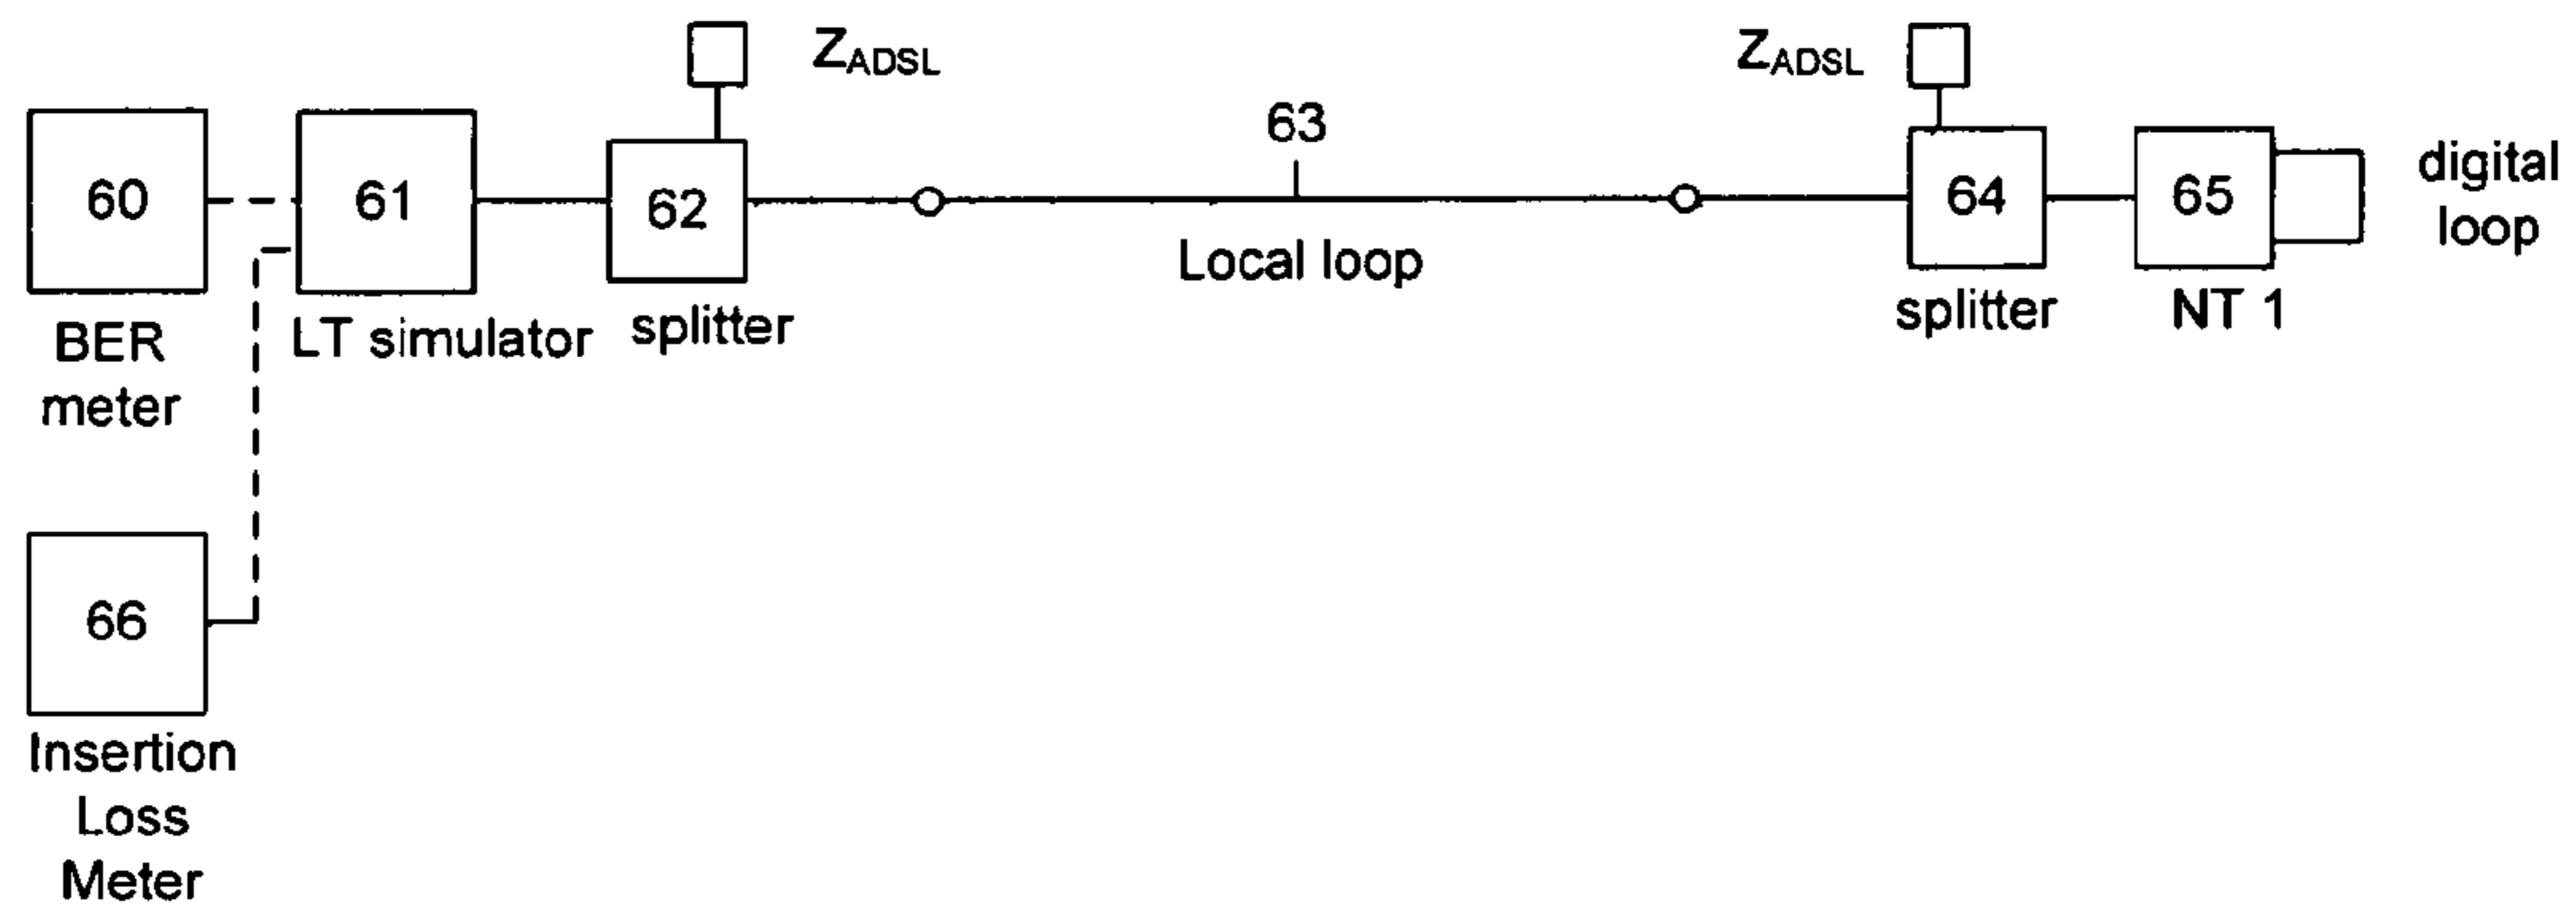 Z_ADSL
Z_ADSL
63
60
61
62
64
65
digital
loop
Local loop
BER
meter
LT simulator
splitter
splitter
NT 1
66
Insertion
Loss
Meter